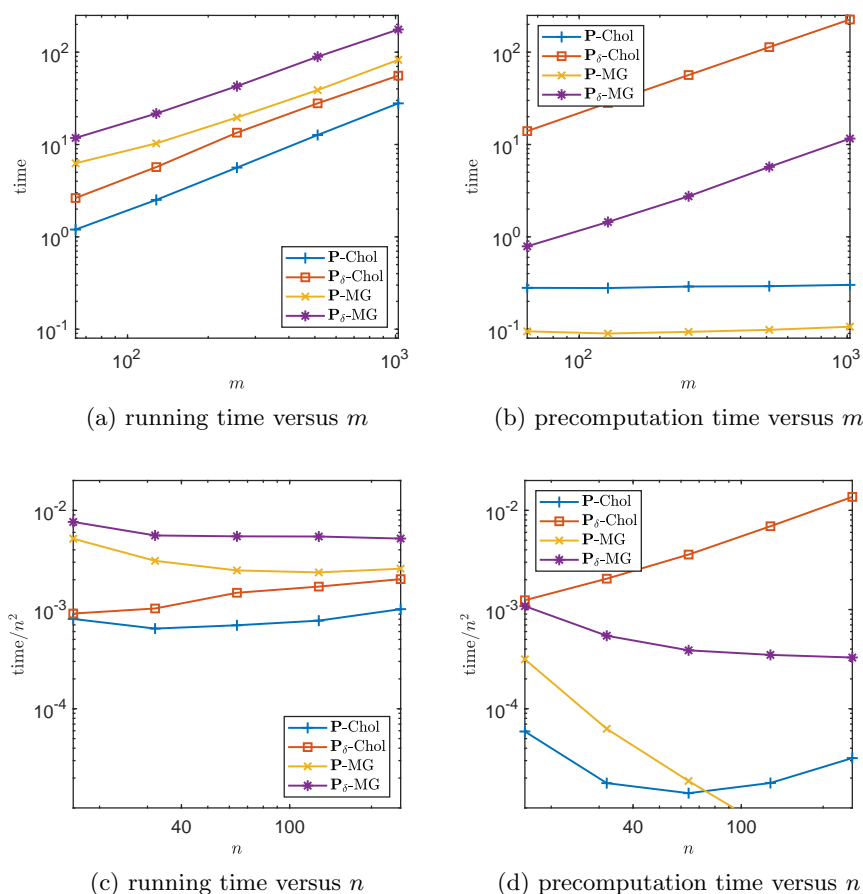 10^2
10^1
10^0
10^-1
time
P-Chol
P_δ-Chol
P-MG
P_δ-MG
10^2
10^3
m
(a) running time versus m
10^2
10^1
10^0
10^-1
time
P-Chol
P_δ-Chol
P-MG
P_δ-MG
10^2
10^3
m
(b) precomputation time versus m
10^-2
10^-3
10^-4
time/n^2
P-Chol
P_δ-Chol
P-MG
P_δ-MG
40
100
n
(c) running time versus n
10^-2
10^-3
10^-4
time/n^2
P-Chol
P_δ-Chol
P-MG
P_δ-MG
40
100
n
(d) precomputation time versus n